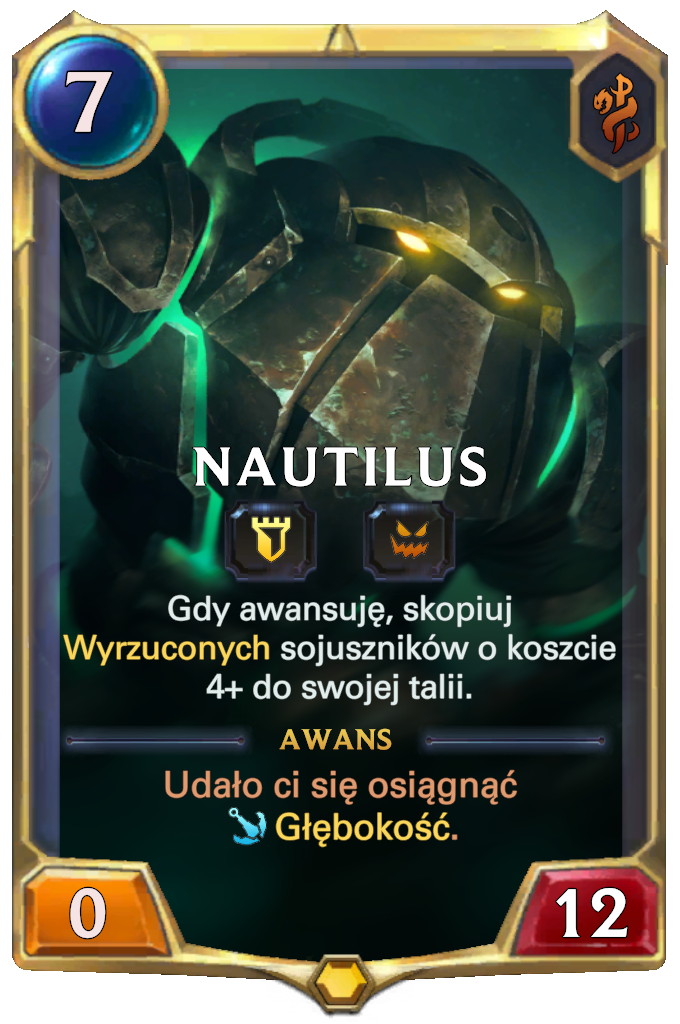 7
NAUTILUS
Gdy awansuję, skopiuj
Wyrzuconych sojuszników o koszcie
4+ do swojej talii.
AWANS
Udało ci się osiągnąć
Głębokość.
0
12